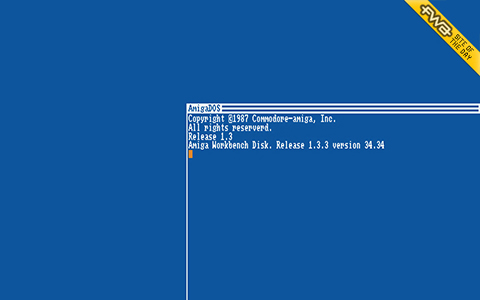 fwa
SITE OF
THE DAY
AmigaDOS
Copyright ©1987 Commodore-amiga, Inc.
All rights reserverd.
Release 1.3
Amiga Workbench Disk. Release 1.3.3 version 34.34